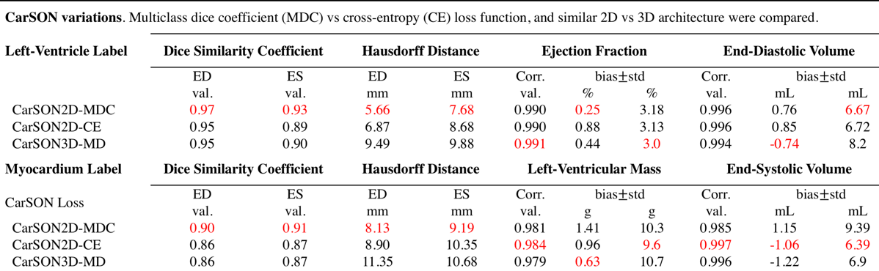 CarSON variations. Multiclass dice coefficient (MDC) vs cross-entropy (CE) loss function, and similar 2D vs 3D architecture were compared.
Left-Ventricle Label Dice Similarity Coefficient Hausdorff Distance Ejection Fraction End-Diastolic Volume
ED ES ED ES Corr. bias±std Corr. bias±std
val. val. mm mm val. % % val. mL mL
CarSON2D-MDC 0.97 0.93 5.66 7.68 0.990 0.25 3.18 0.996 0.76 6.67
CarSON2D-CE 0.95 0.89 6.87 8.68 0.990 0.88 3.13 0.996 0.85 6.72
CarSON3D-MD 0.95 0.90 9.49 9.88 0.991 0.44 3.0 0.994 -0.74 8.2
Myocardium Label Dice Similarity Coefficient Hausdorff Distance Left-Ventricular Mass End-Systolic Volume
CarSON Loss ED ES ED ES Corr. bias±std Corr. bias±std
val. val. mm mm val. g g val. mL mL
CarSON2D-MDC 0.90 0.91 8.13 9.19 0.981 1.41 10.3 0.985 1.15 9.39
CarSON2D-CE 0.86 0.87 8.90 10.35 0.984 0.96 9.6 0.997 -1.06 6.39
CarSON3D-MD 0.86 0.87 11.35 10.68 0.979 0.63 10.7 0.996 -1.22 6.9